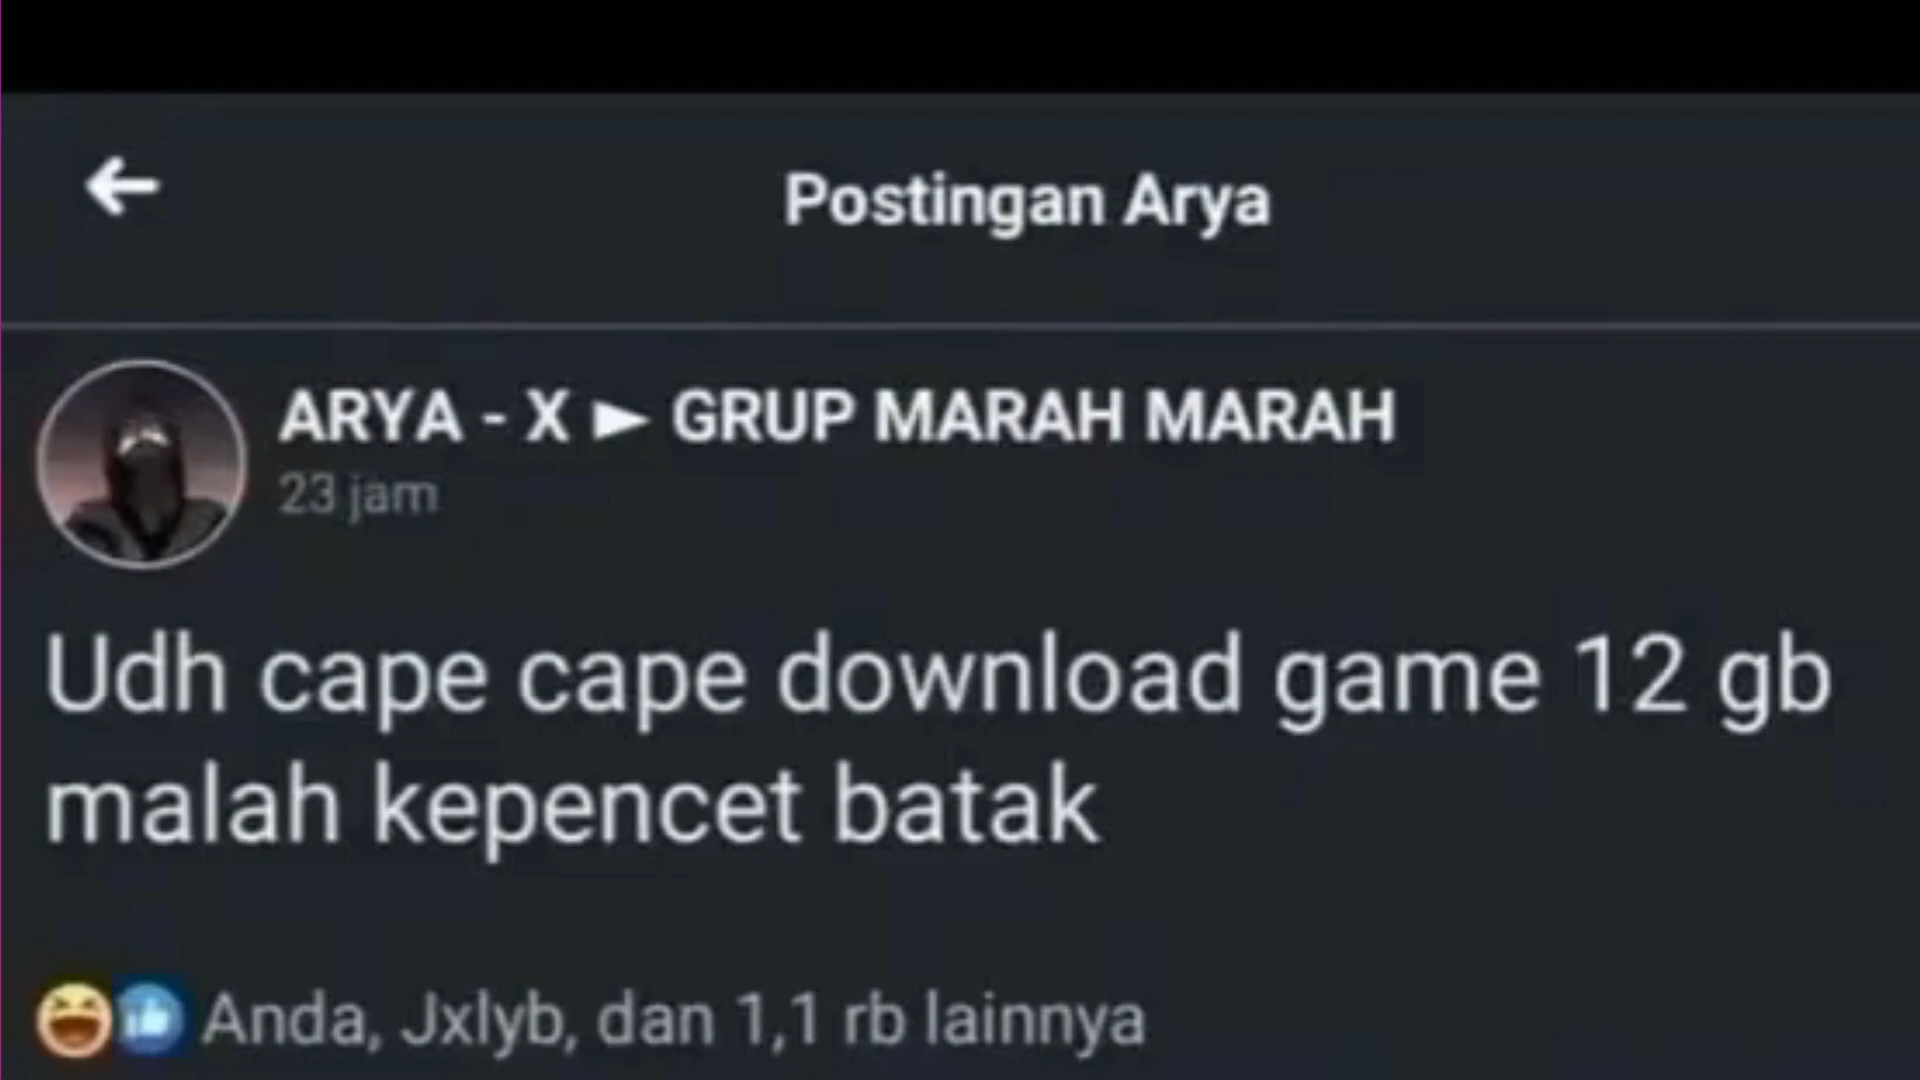 Postingan Arya
ARYA - X ► GRUP MARAH MARAH
23 jam
Udh cape cape download game 12 gb
malah kepencet batak
Anda, Jxlyb, dan 1,1 rb lainnya